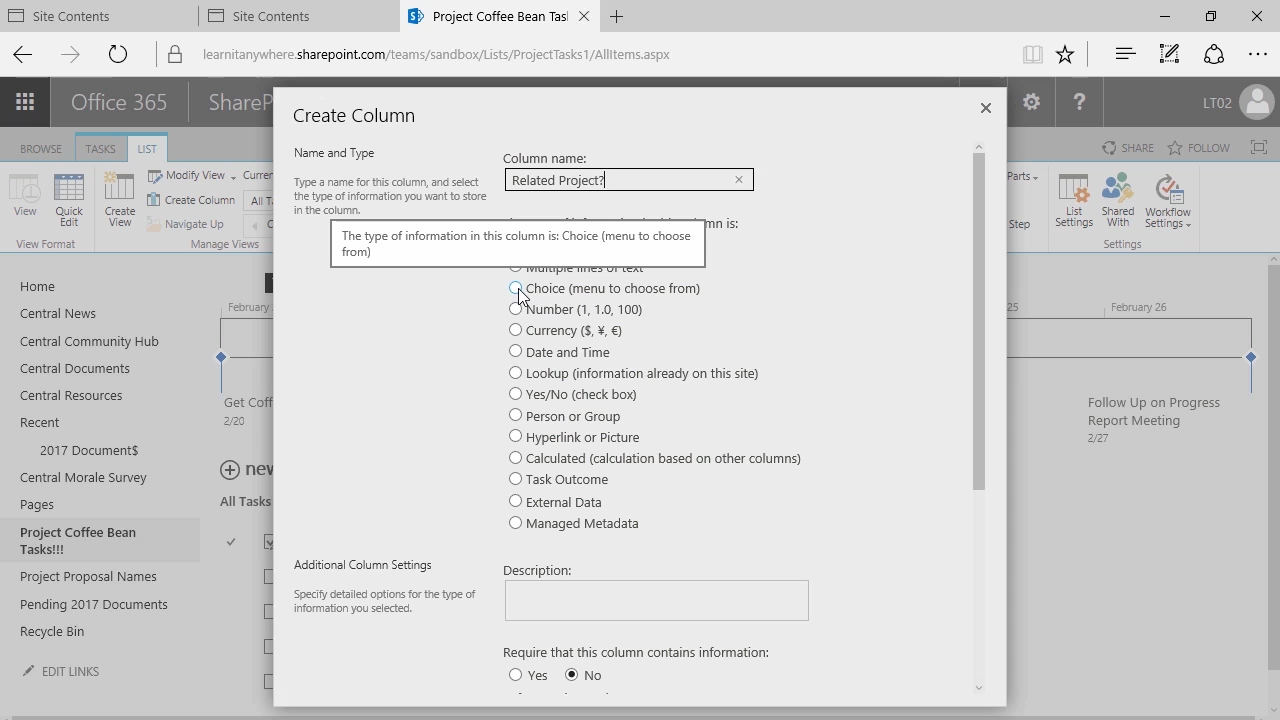 Site Contents
Site Contents
Project Coffee Bean Tas
learnitanywhere.sharepoint.com/teams/sandbox/Lists/ProjectTasks1/AllItems.aspx
Office 365
ShareP
LT02
BROWSE
TASKS
LIST
SHARE
FOLLOW
View
Quick Edit
View Format
Create View
Modify View
Create Column
Navigate Up
Manage Views
Parts
Step
List Settings
Shared With
Workflow Settings
Settings
Create Column
Name and Type
Type a name for this column, and select
the type of information you want to store
in the column.
Column name:
Related Project?
mn is:
The type of information in this column is: Choice (menu to choose
from)
Multiple lines of text
Choice (menu to choose from)
Number (1, 1.0, 100)
Currency ($, ¥, €)
Date and Time
Lookup (information already on this site)
Yes/No (check box)
Person or Group
Hyperlink or Picture
Calculated (calculation based on other columns)
Task Outcome
External Data
Managed Metadata
Additional Column Settings
Specify detailed options for the type of
information you selected.
Description:
Require that this column contains information:
Yes
No
Home
Central News
Central Community Hub
Central Documents
Central Resources
Recent
2017 Document$
Central Morale Survey
Pages
Project Coffee Bean
Tasks!!!
Project Proposal Names
Pending 2017 Documents
Recycle Bin
EDIT LINKS
February
25
February 26
Get Coff
2/20
Follow Up on Progress
Report Meeting
2/27
new
All Tasks